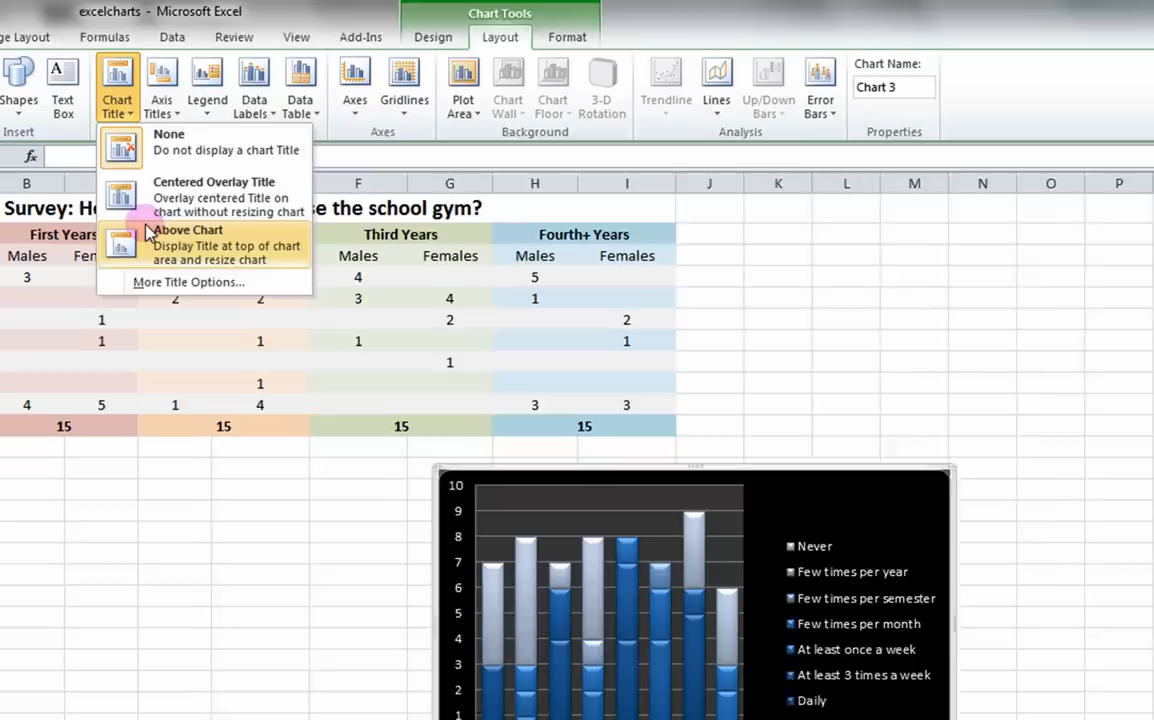 excelcharts - Microsoft Excel
Chart Tools
ge Layout Formulas Data Review View Add-Ins Design Layout Format
Shapes
Text
Box
Chart
Title
Axis
Titles
Legend
Data
Labels
Data
Table
Axes
Gridlines
Plot
Area
Chart
Wall
Chart
Floor
3-D
Rotation
Trendline
Lines
Up/Down
Bars
Error
Bars
Chart Name:
Chart 3
Insert
Axes
Background
Analysis
Properties
None
Do not display a chart Title
Centered Overlay Title
Overlay centered Title on
chart without resizing chart
Above Chart
Display Title at top of chart
area and resize chart
More Title Options...
fx
B F G H I J K L M N O P
Survey: H se the school gym?
First Years Third Years Fourth+ Years
Males Fem Males Females Males Females
3 4 5
2 2 3 4 1
1 2 2
1 1 1 1
1
1
4 5 1 4 3 3
15 15 15 15
10
9
8
7
6
5
4
3
2
1
Never
Few times per year
Few times per semester
Few times per month
At least once a week
At least 3 times a week
Daily